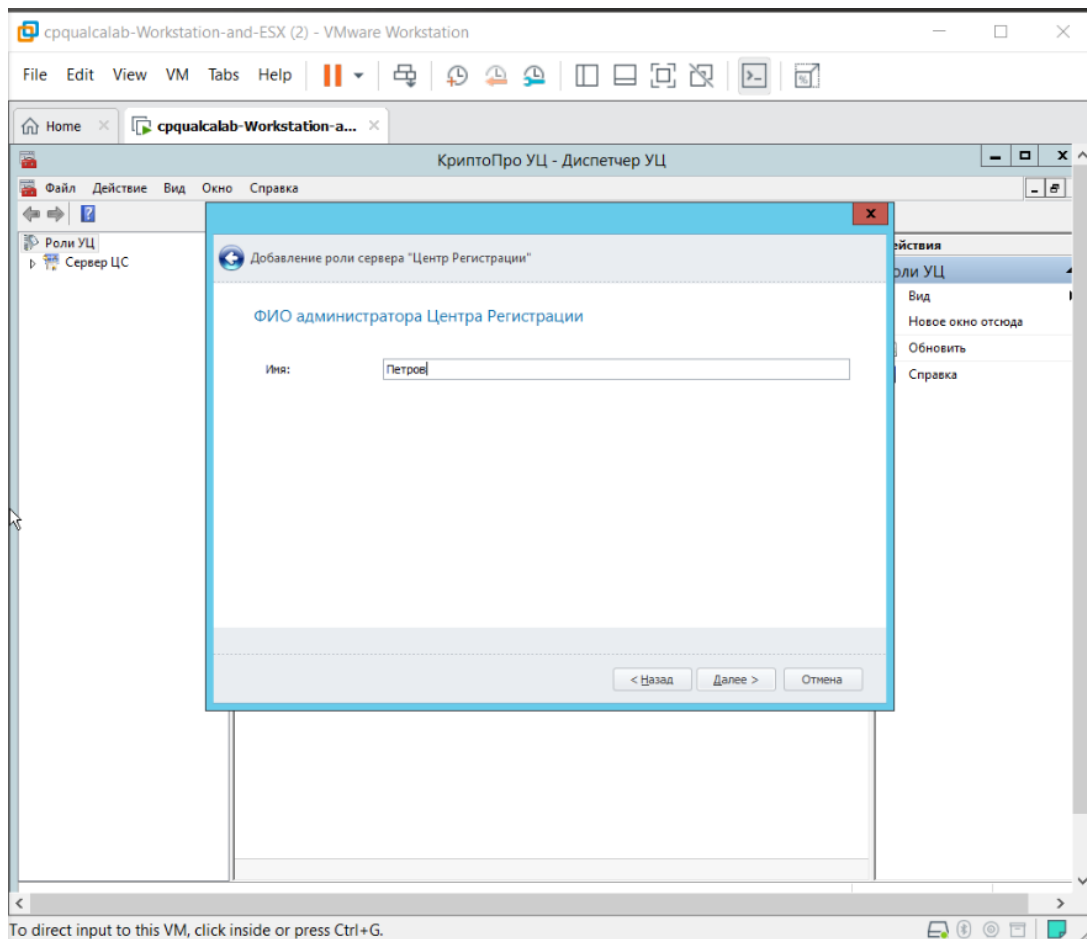 cpqualcalab-Workstation-and-ESX (2) - VMware Workstation
File Edit View VM Tabs Help
Home cpqualcalab-Workstation-a...
КриптоПро УЦ - Диспетчер УЦ
Файл Действие Вид Окно Справка
Роли УЦ
Сервер ЦС
Добавление роли сервера "Центр Регистрации"
ФИО администратора Центра Регистрации
Имя: Петров
< Назад Далее > Отмена
ействия
оли УЦ
Вид
Новое окно отсюда
Обновить
Справка
To direct input to this VM, click inside or press Ctrl+G.